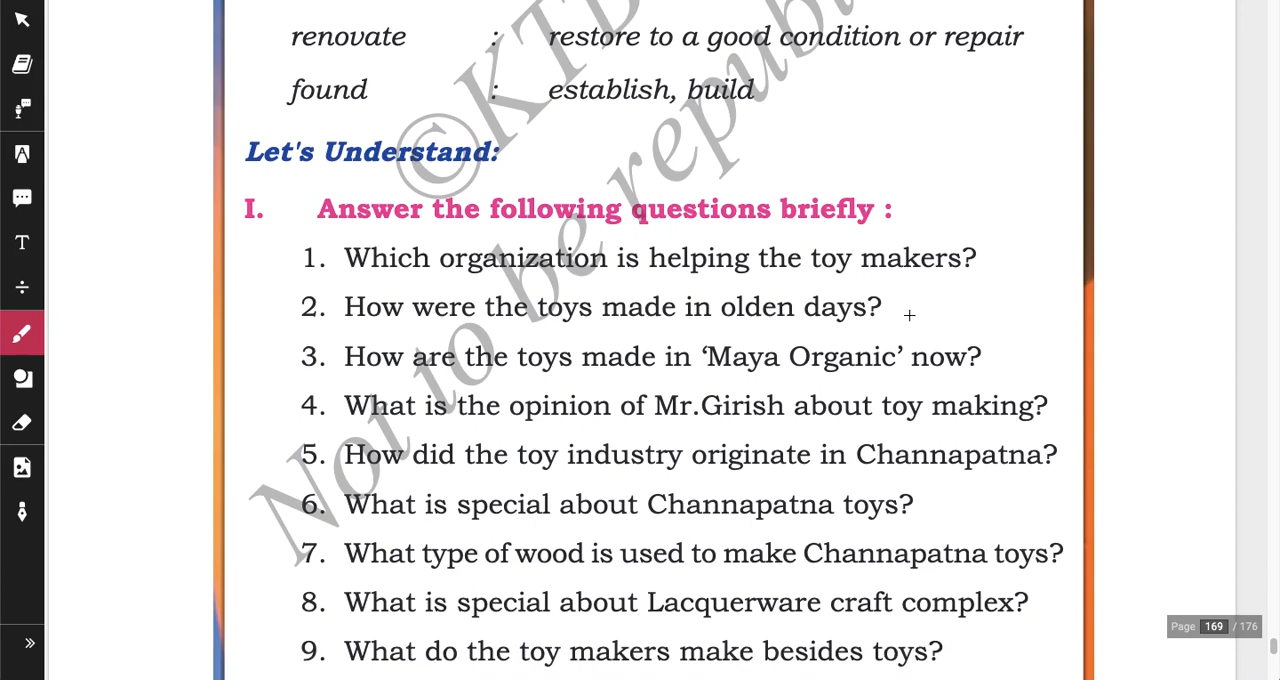 renovate : restore to a good condition or repair
found : establish, build
Let's Understand:
I. Answer the following questions briefly :
1. Which organization is helping the toy makers?
2. How were the toys made in olden days?
3. How are the toys made in ‘Maya Organic’ now?
4. What is the opinion of Mr.Girish about toy making?
5. How did the toy industry originate in Channapatna?
6. What is special about Channapatna toys?
7. What type of wood is used to make Channapatna toys?
8. What is special about Lacquerware craft complex?
9. What do the toy makers make besides toys?
©KTB
Not to be republi
Page 169 / 176